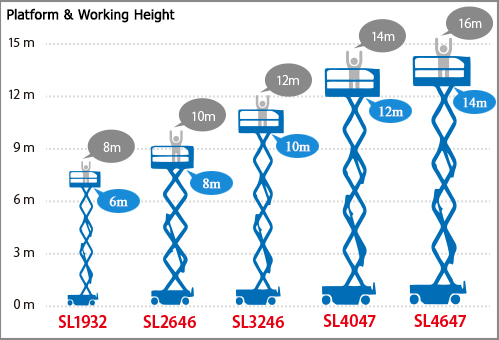 Platform & Working Height
15 m
12 m
9 m
6 m
3 m
0 m
8m
6m
10m
8m
12m
10m
14m
12m
16m
14m
SL1932
SL2646
SL3246
SL4047
SL4647